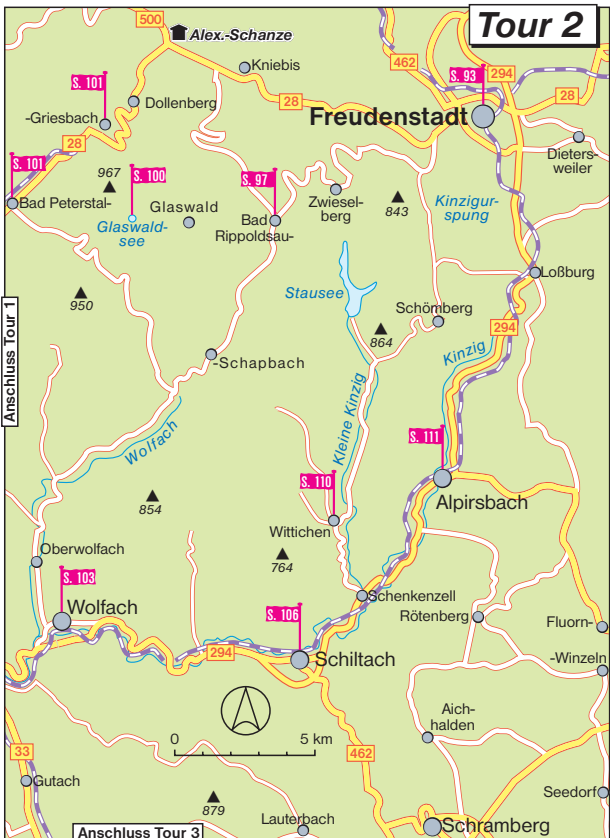 Tour 2
500
Alex.-Schanze
Kniebis
462
S. 93
294
S. 101
Dollenberg
28
28
-Griesbach
Freudenstadt
28
Dieters-
weiler
S. 101
967
S. 100
S. 97
Zwiesel-
berg
843
Kinzigur-
spung
Bad Peterstal-
Glaswald-
see
Glaswald
Bad
Rippoldsau-
Loßburg
950
Stausee
Schömberg
294
864
Anschluss Tour 1
-Schapbach
Kinzig
Kleine Kinzig
Wolfach
S. 111
S. 110
Alpirsbach
854
Wittichen
Oberwolfach
764
S. 103
Schenkenzell
Wolfach
S. 106
Rötenberg
Fluorn-
294
Schiltach
-Winzeln
Aich-
halden
0
5 km
462
33
Gutach
Seedorf
879
Lauterbach
Schramberg
Anschluss Tour 3